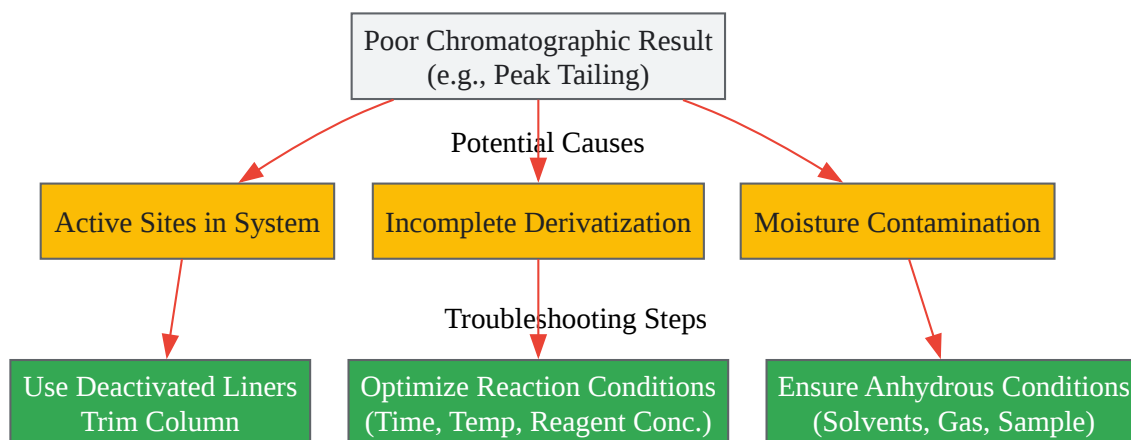 Poor Chromatographic Result
(e.g., Peak Tailing)
Potential Causes
Active Sites in System
Incomplete Derivatization
Moisture Contamination
Troubleshooting Steps
Use Deactivated Liners
Trim Column
Optimize Reaction Conditions
(Time, Temp, Reagent Conc.)
Ensure Anhydrous Conditions
(Solvents, Gas, Sample)